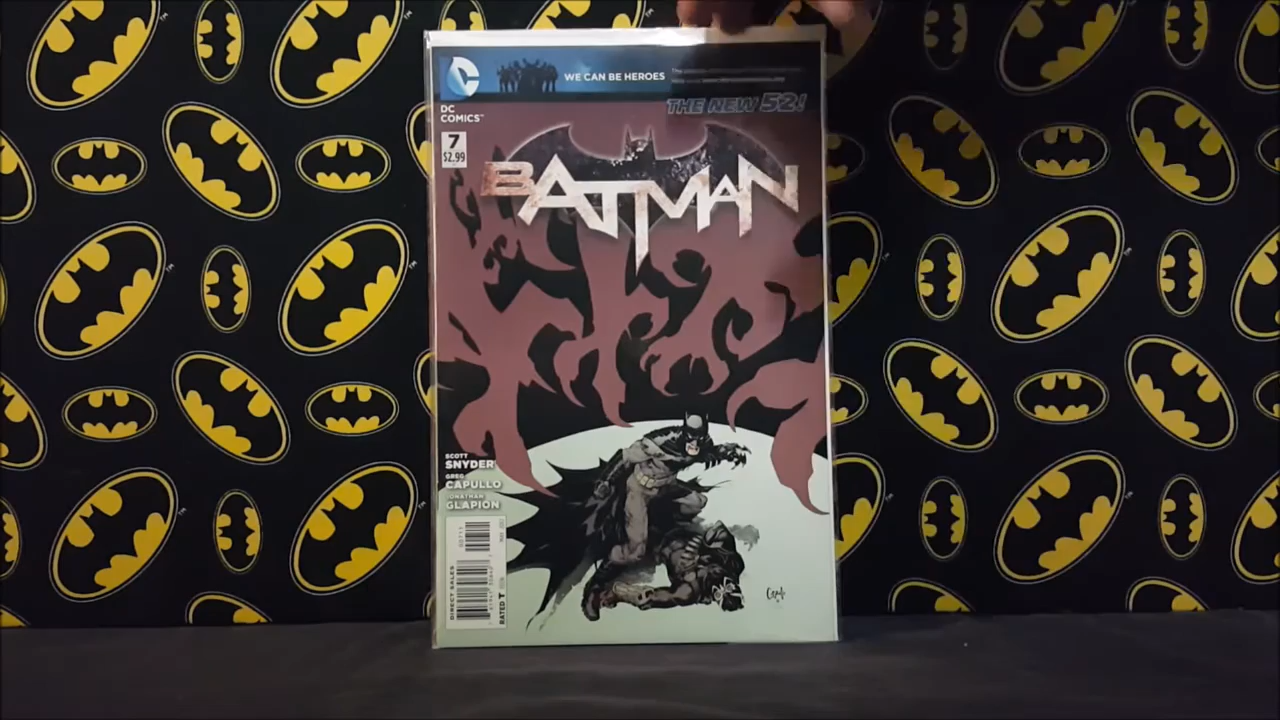 WE CAN BE HEROES
THE NEW 52!
DC COMICS™
7
$2.99
BATMAN
SCOTT
SNYDER
GREG
CAPULLO
JONATHAN
GLAPION
DIRECT SALES
RATED T